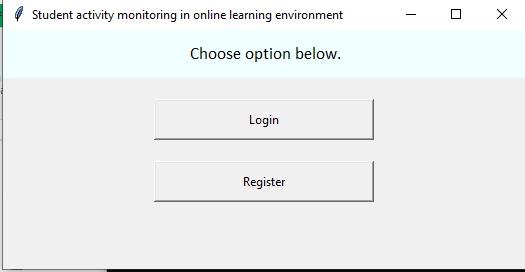 Student activity monitoring in online learning environment
Choose option below.
Login
Register